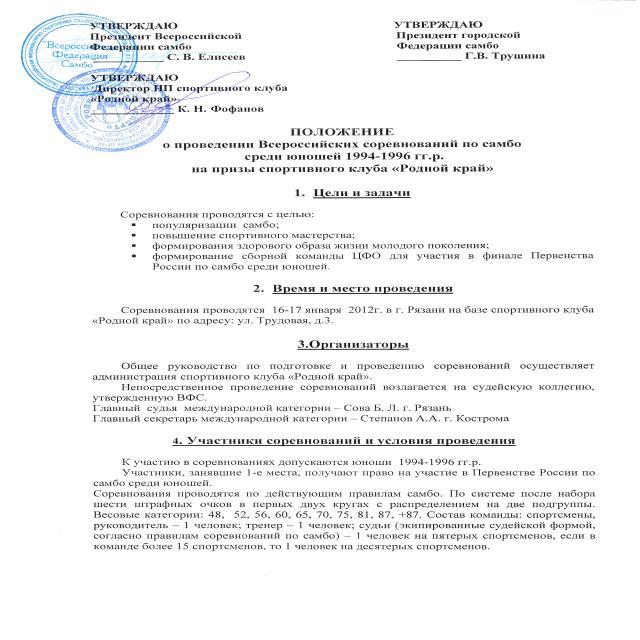 УТВЕРЖДАЮ
Президент Всероссийской
Федерации самбо
____________ С. В. Елисеев
УТВЕРЖДАЮ
Президент городской
Федерации самбо
____________ Г.В. Трушина
"Всероссийская
Федерация
Самбо"
УТВЕРЖДАЮ
Директор НП спортивного клуба
«Родной край»
____________ К. Н. Фофанов
ПОЛОЖЕНИЕ
о проведении Всероссийских соревнований по самбо
среди юношей 1994-1996 гг.р.
на призы спортивного клуба «Родной край»
1. Цели и задачи
Соревнования проводятся с целью:
▪ популяризации самбо;
▪ повышение спортивного мастерства;
▪ формирования здорового образа жизни молодого поколения;
▪ формирование сборной команды ЦФО для участия в финале Первенства
России по самбо среди юношей.
2. Время и место проведения
Соревнования проводятся 16-17 января 2012г. в г. Рязани на базе спортивного клуба
«Родной край» по адресу: ул. Трудовая, д.3.
3.Организаторы
Общее руководство по подготовке и проведению соревнований осуществляет
администрация спортивного клуба «Родной край».
Непосредственное проведение соревнований возлагается на судейскую коллегию,
утвержденную ВФС.
Главный судья международной категории – Сова Б. Л. г. Рязань
Главный секретарь международной категории – Степанов А.А. г. Кострома
4. Участники соревнований и условия проведения
К участию в соревнованиях допускаются юноши 1994-1996 гг.р.
Участники, занявшие 1-е места, получают право на участие в Первенстве России по
самбо среди юношей.
Соревнования проводятся по действующим правилам самбо. По системе после набора
шести штрафных очков в первых двух кругах с распределением на две подгруппы.
Весовые категории: 48, 52, 56, 60, 65, 70, 75, 81, 87, +87. Состав команды: спортсмены,
руководитель – 1 человек; тренер – 1 человек; судьи (экипированные судейской формой,
согласно правилам соревнований по самбо) – 1 человек на пятерых спортсменов, если в
команде более 15 спортсменов, то 1 человек на десятерых спортсменов.